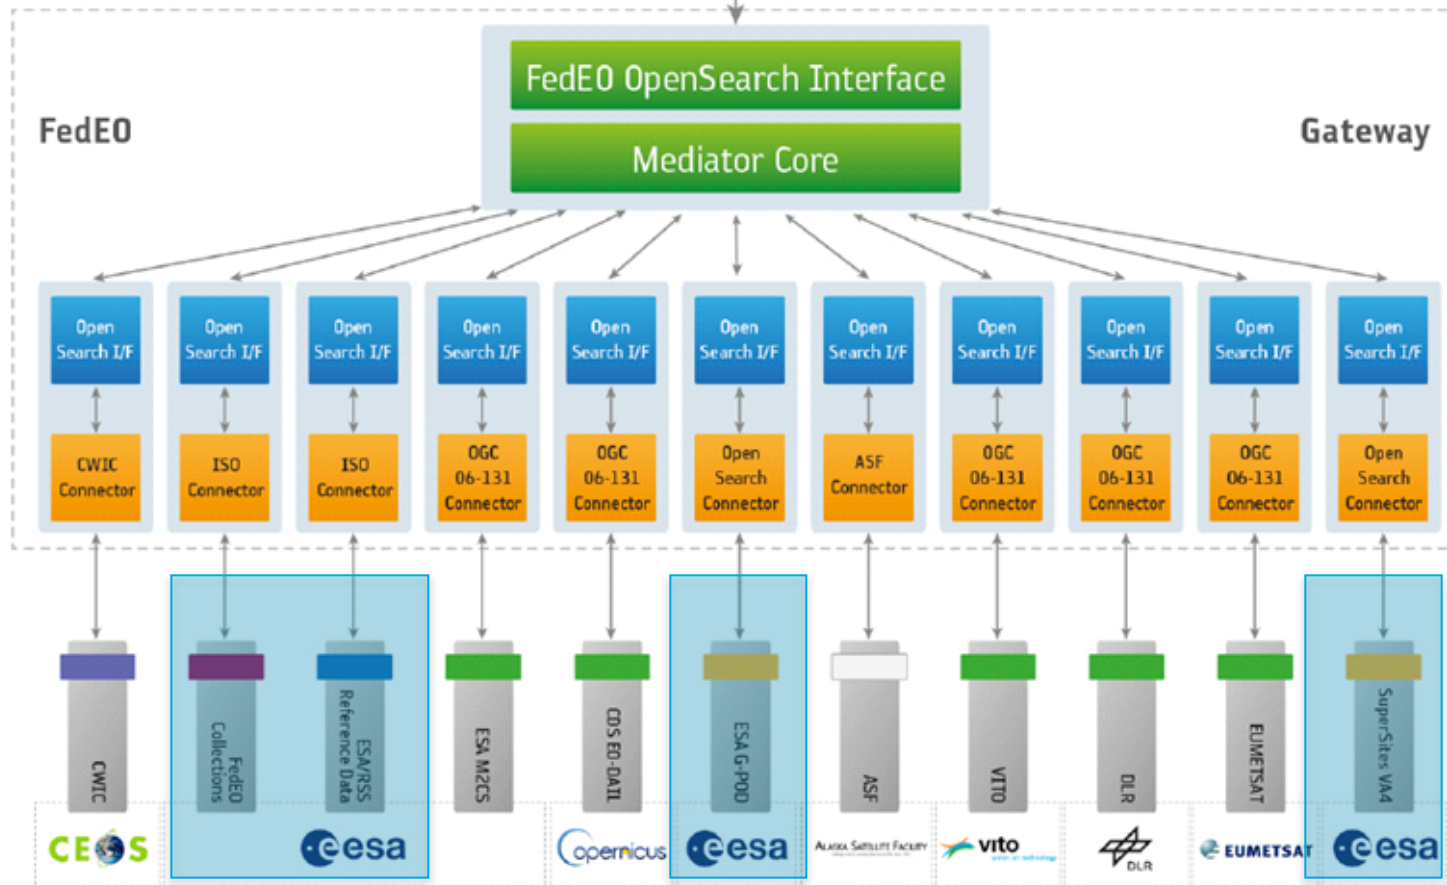 FedEO OpenSearch Interface
Mediator Core
FedEO
Gateway
Open
Search I/F
Open
Search I/F
Open
Search I/F
Open
Search I/F
Open
Search I/F
Open
Search I/F
Open
Search I/F
Open
Search I/F
Open
Search I/F
Open
Search I/F
Open
Search I/F
CWIC
Connector
ISO
Connector
ISO
Connector
OGC
06-131
Connector
OGC
06-131
Connector
Open
Search
Connector
ASF
Connector
OGC
06-131
Connector
OGC
06-131
Connector
OGC
06-131
Connector
Open
Search
Connector
CWIC
FedEO
Collections
ESA/RSS
Reference Data
ESA M2CS
CDS EO-DAIL
ESA G-POD
ASF
VITO
DLR
EUMETSAT
SuperSites VA4
CEOS
esa
opernicus
esa
ALASKA SATELLITE FACILITY
vito
DLR
EUMETSAT
esa